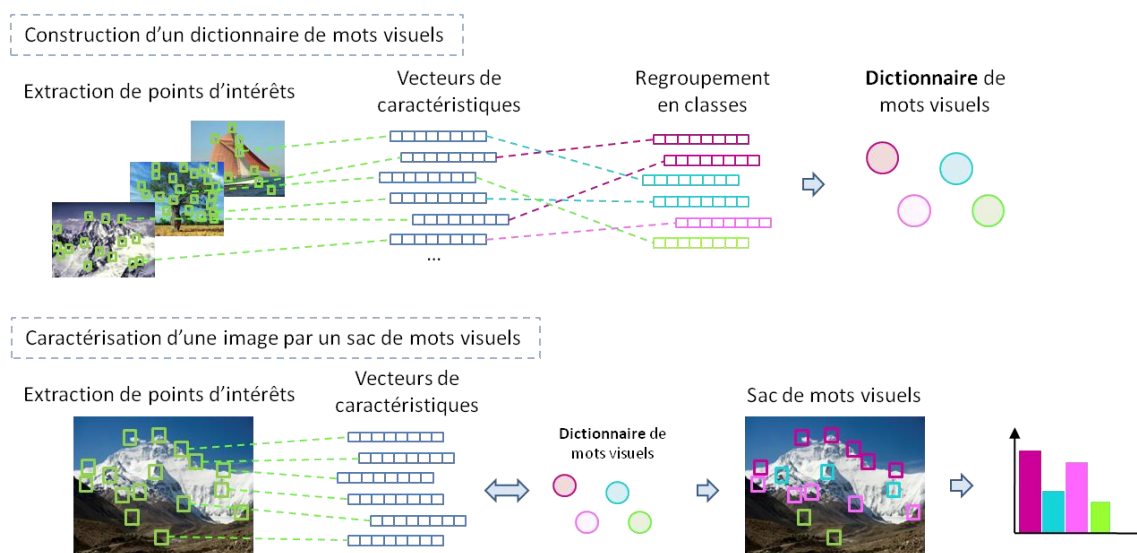 Construction d’un dictionnaire de mots visuels
Extraction de points d’intérêts
Vecteurs de
caractéristiques
Regroupement
en classes
Dictionnaire de
mots visuels
...
Caractérisation d’une image par un sac de mots visuels
Extraction de points d’intérêts
Vecteurs de
caractéristiques
Dictionnaire de
mots visuels
Sac de mots visuels